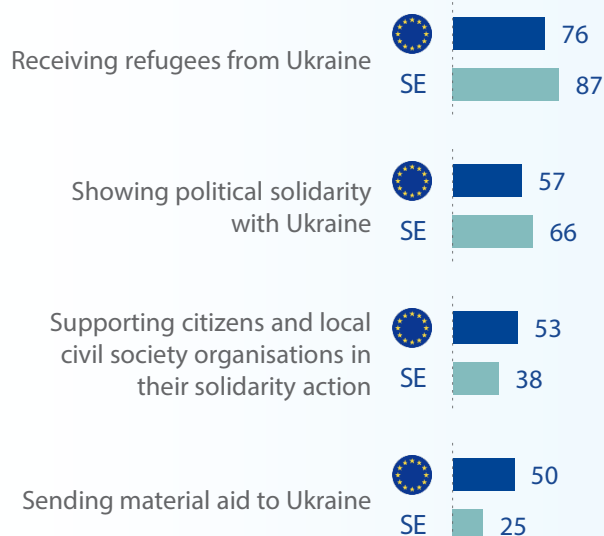 76
Receiving refugees from Ukraine
SE 87
Showing political solidarity 57
with Ukraine SE 66
Supporting citizens and local 53
civil society organisations in
their solidarity action SE 38
50
Sending material aid to Ukraine
SE 25